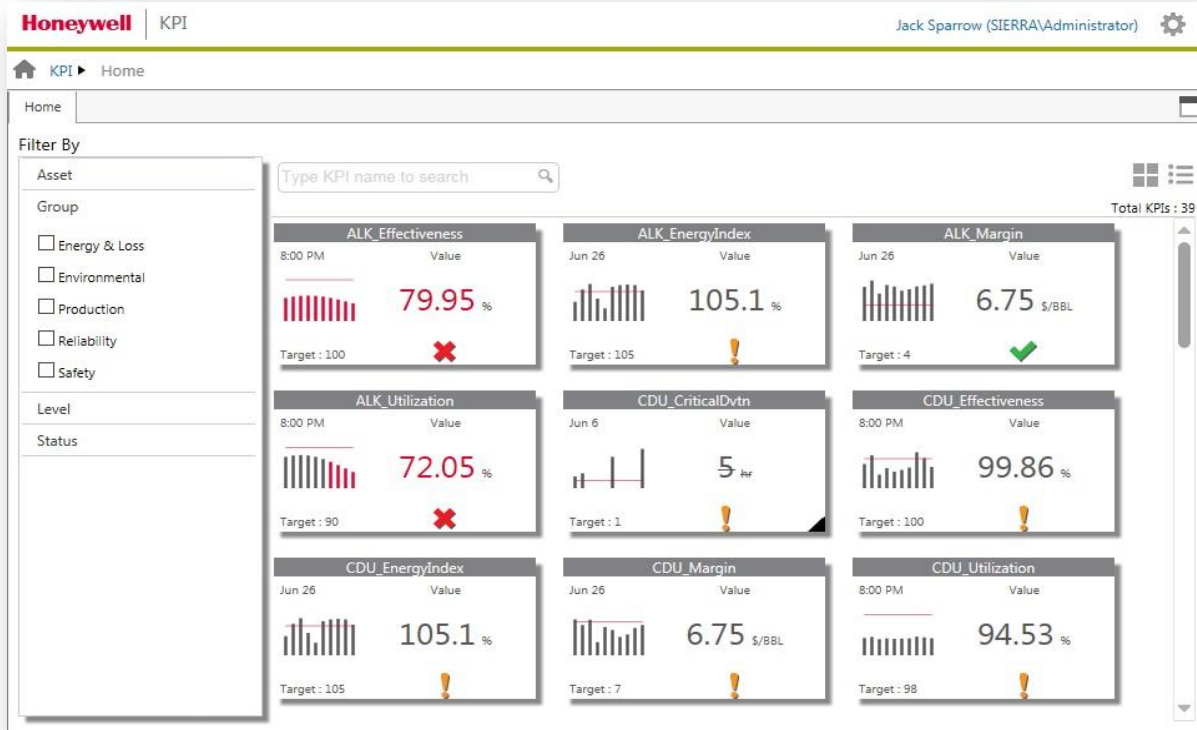 Honeywell KPI Jack Sparrow (SIERRA\Administrator)
KPI Home
Home
Filter By
Asset
Group
Energy & Loss
Environmental
Production
Reliability
Safety
Level
Status
Type KPI name to search
Total KPIs : 39
ALK_Effectiveness
8:00 PM Value
79.95 %
Target : 100
ALK_EnergyIndex
Jun 26 Value
105.1 %
Target : 105
ALK_Margin
Jun 26 Value
6.75 $/BBL
Target : 4
ALK_Utilization
8:00 PM Value
72.05 %
Target : 90
CDU_CriticalDvtn
Jun 6 Value
5 hr
Target : 1
CDU_Effectiveness
8:00 PM Value
99.86 %
Target : 100
CDU_EnergyIndex
Jun 26 Value
105.1 %
Target : 105
CDU_Margin
Jun 26 Value
6.75 $/BBL
Target : 7
CDU_Utilization
8:00 PM Value
94.53 %
Target : 98